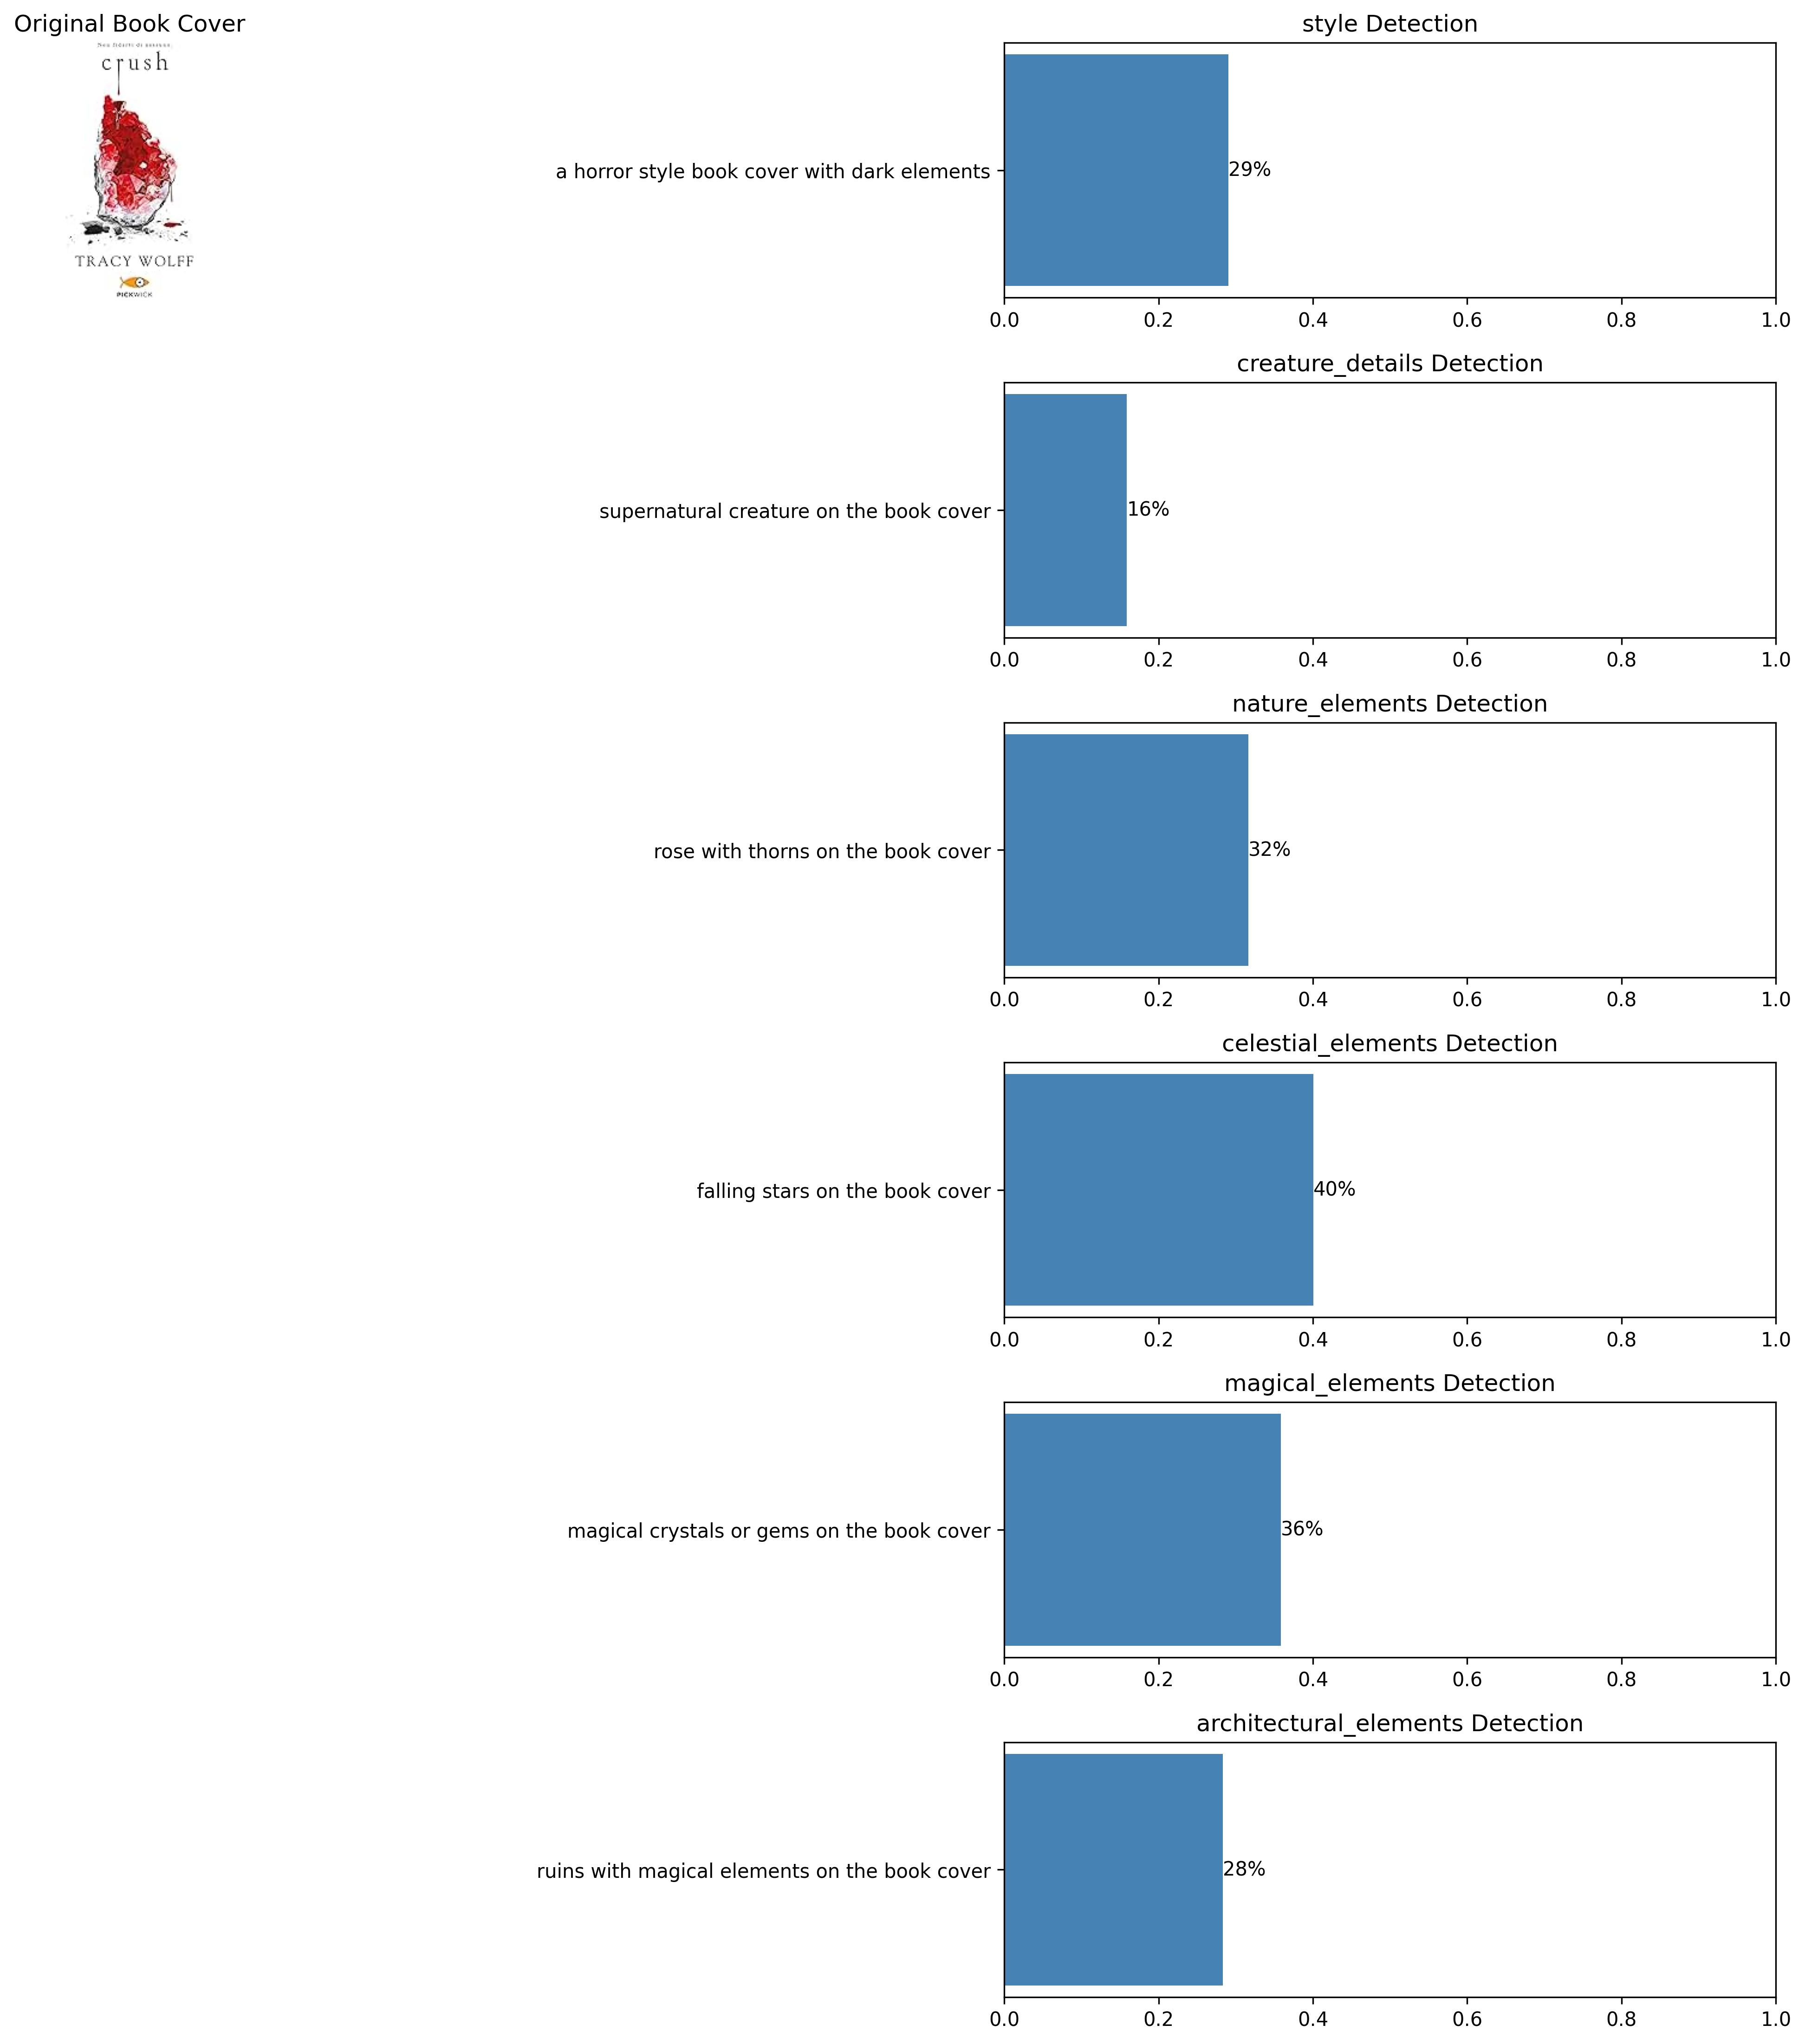 Original Book Cover
Non fidarti di nessuno.
crush
TRACY WOLFF
PICKWICK
style Detection
a horror style book cover with dark elements
29%
0.0 0.2 0.4 0.6 0.8 1.0
creature_details Detection
supernatural creature on the book cover
16%
0.0 0.2 0.4 0.6 0.8 1.0
nature_elements Detection
rose with thorns on the book cover
32%
0.0 0.2 0.4 0.6 0.8 1.0
celestial_elements Detection
falling stars on the book cover
40%
0.0 0.2 0.4 0.6 0.8 1.0
magical_elements Detection
magical crystals or gems on the book cover
36%
0.0 0.2 0.4 0.6 0.8 1.0
architectural_elements Detection
ruins with magical elements on the book cover
28%
0.0 0.2 0.4 0.6 0.8 1.0